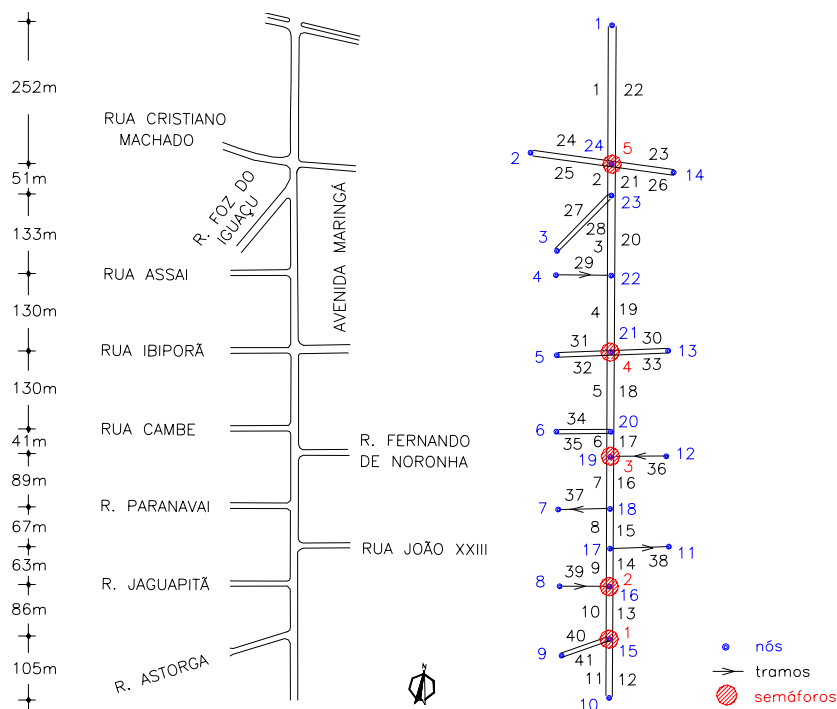 252m
51m
133m
130m
130m
41m
89m
67m
63m
86m
105m
RUA CRISTIANO
MACHADO
R. FOZ DO
IGUAÇU
AVENIDA MARINGÁ
RUA ASSAI
RUA IBIPORÃ
RUA CAMBE
R. FERNANDO
DE NORONHA
R. PARANAVAI
RUA JOÃO XXIII
R. JAGUAPITÃ
R. ASTORGA
N
1
1 22
24 24 5 23
2 25 2 21 26 14
27 23
3 28 3 20
4 29 22
4 19
31 21 30
5 32 4 33 13
5 18
34 20
6 35 6 17
19 3 36 12
7 16
37
7 18
8 15
17 38 11
39 9 14
8 2
16
10 13
40 1
9 41 15
11 12
10
nós
tramos
semáforos